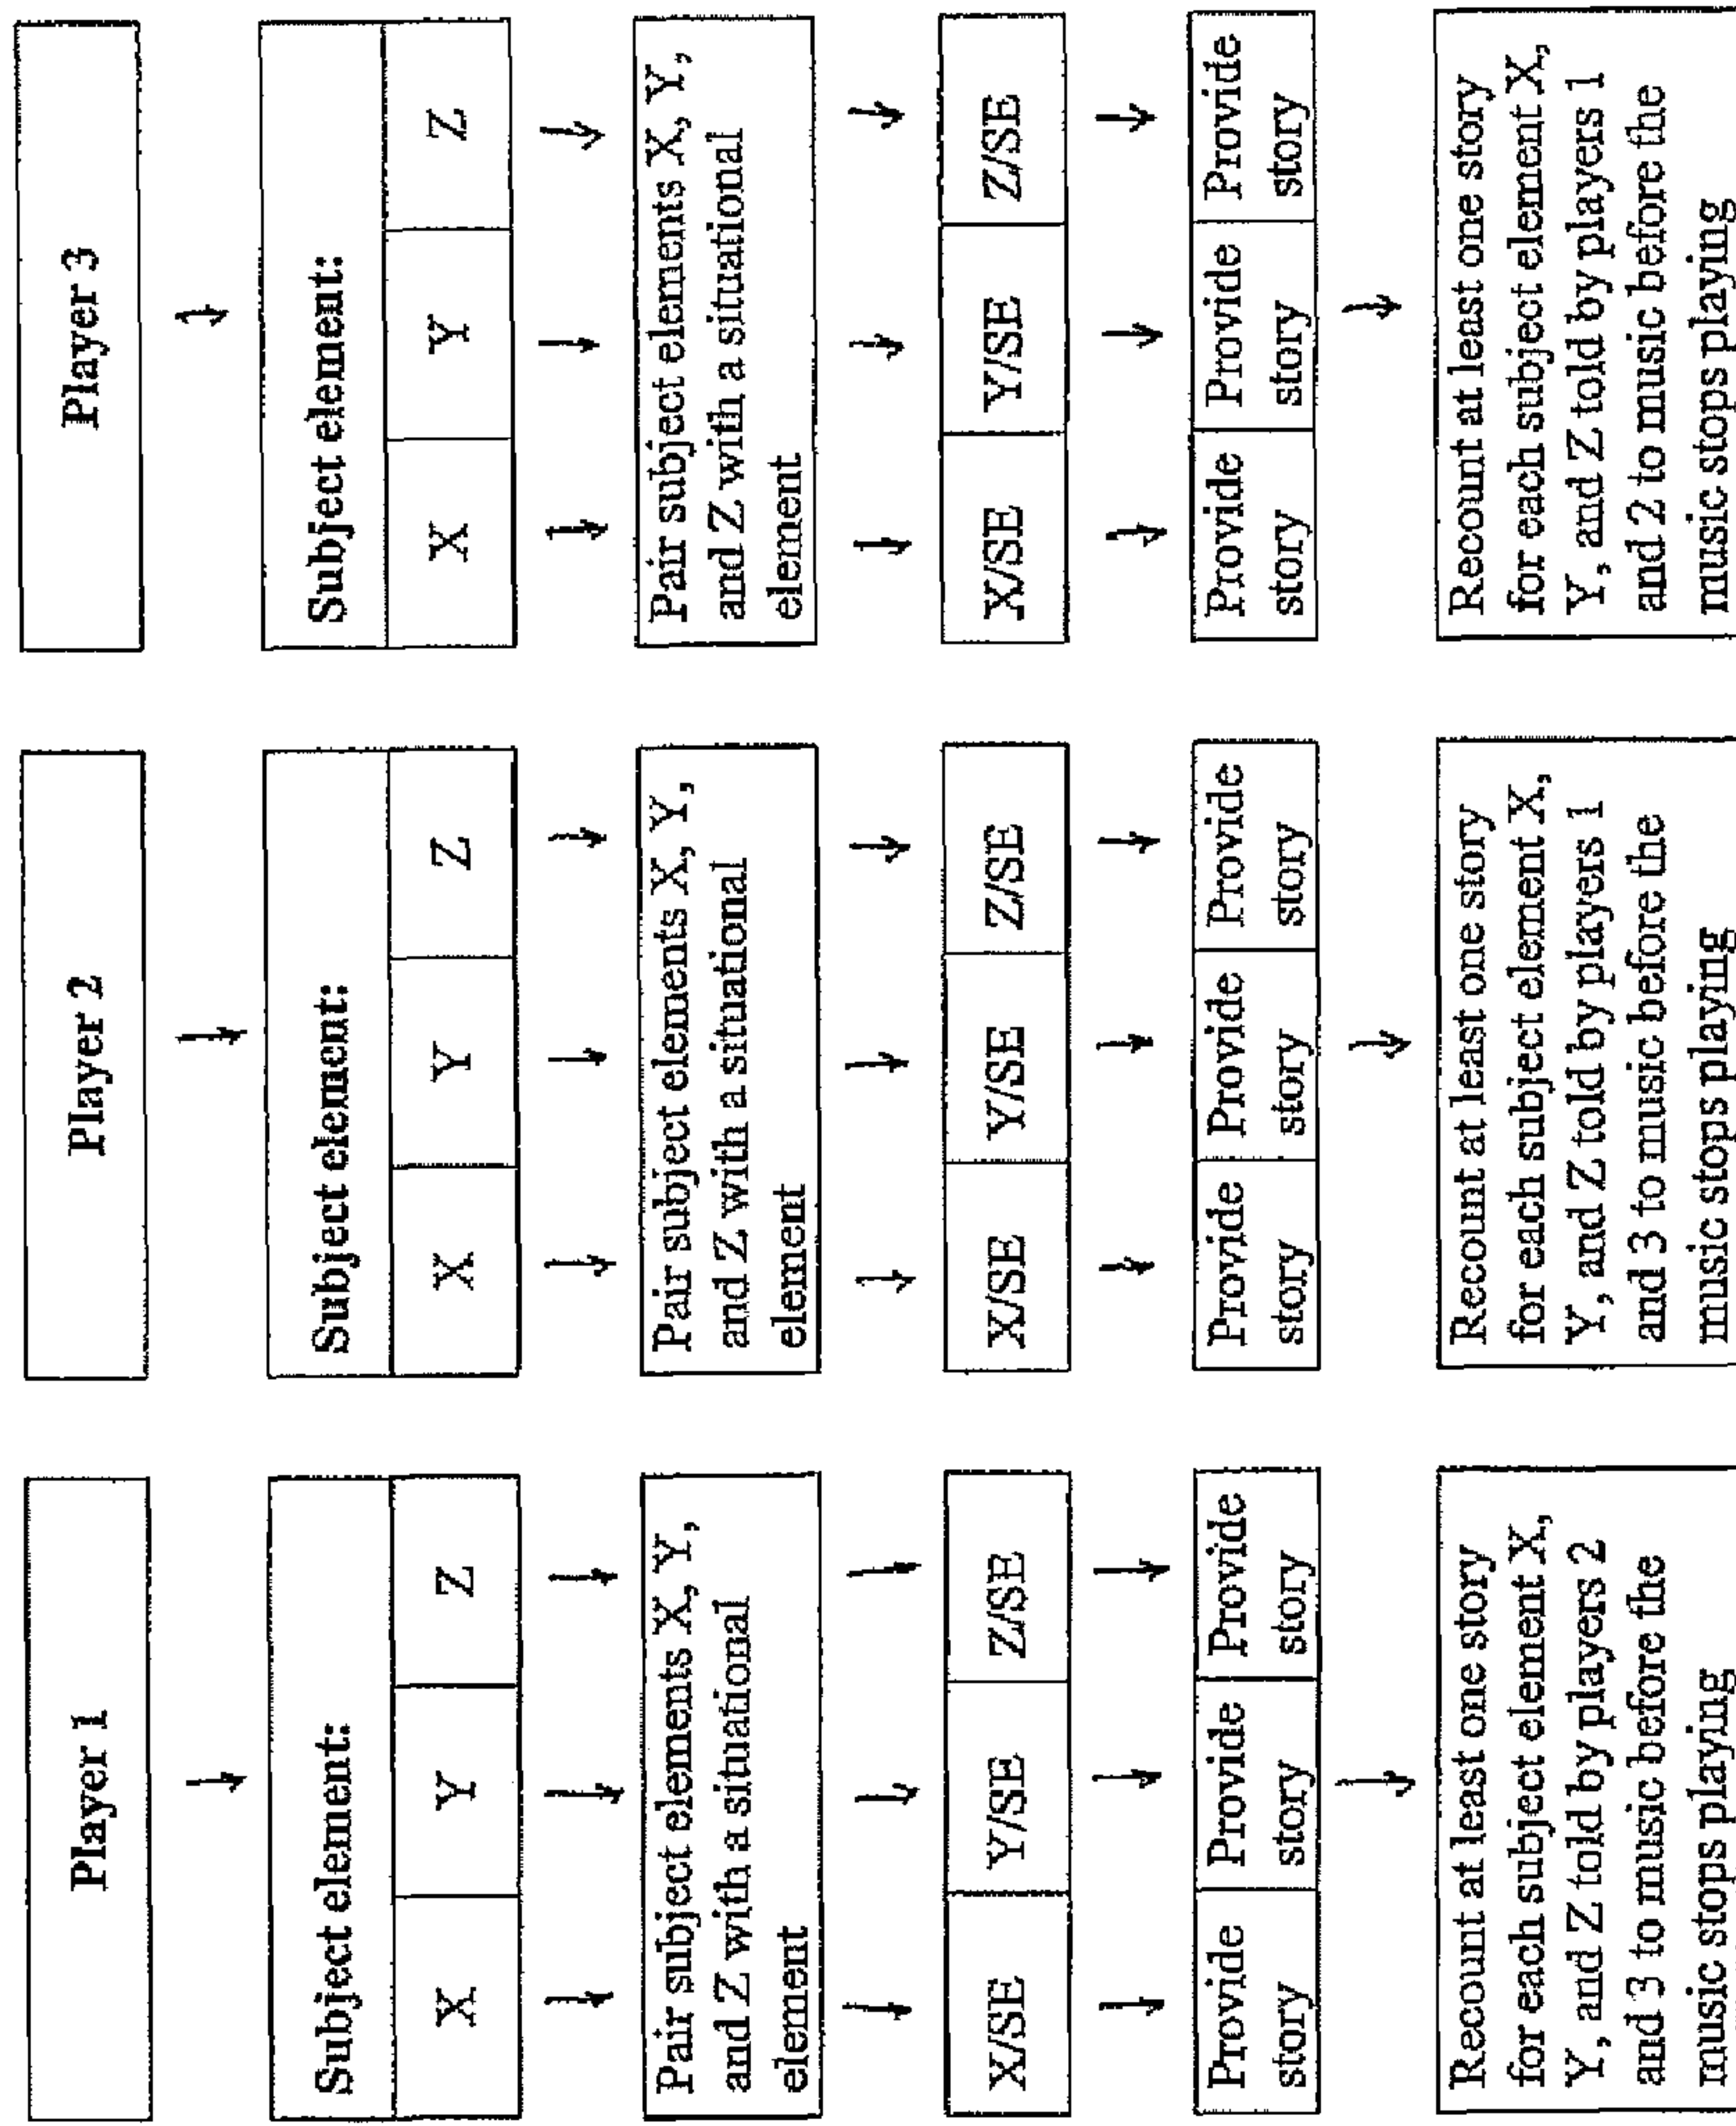 Player 1
Subject element:
X Y Z
Pair subject elements X, Y,
and Z with a situational
element
X/SE Y/SE Z/SE
Provide Provide Provide
story story story
Recount at least one story
for each subject element X,
Y, and Z told by players 2
and 3 to music before the
music stops playing
Player 2
Subject element:
X Y Z
Pair subject elements X, Y,
and Z with a situational
element
X/SE Y/SE Z/SE
Provide Provide Provide
story story story
Recount at least one story
for each subject element X,
Y, and Z told by players 1
and 3 to music before the
music stops playing
Player 3
Subject element:
X Y Z
Pair subject elements X, Y,
and Z with a situational
element
X/SE Y/SE Z/SE
Provide Provide Provide
story story story
Recount at least one story
for each subject element X,
Y, and Z told by players 1
and 2 to music before the
music stops playing